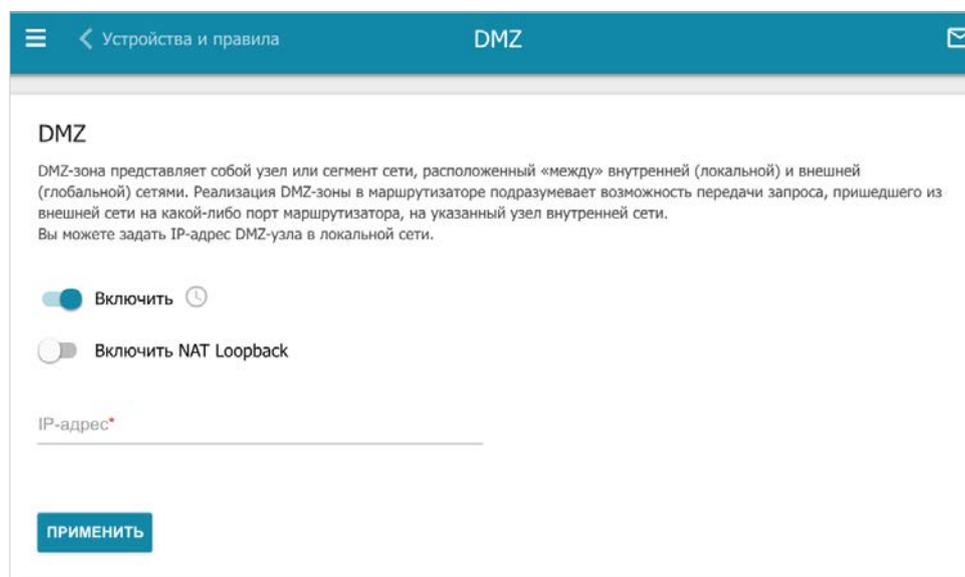 Устройства и правила
DMZ
DMZ
DMZ-зона представляет собой узел или сегмент сети, расположенный «между» внутренней (локальной) и внешней
(глобальной) сетями. Реализация DMZ-зоны в маршрутизаторе подразумевает возможность передачи запроса, пришедшего из
внешней сети на какой-либо порт маршрутизатора, на указанный узел внутренней сети.
Вы можете задать IP-адрес DMZ-узла в локальной сети.
Включить
Включить NAT Loopback
IP-адрес*
ПРИМЕНИТЬ